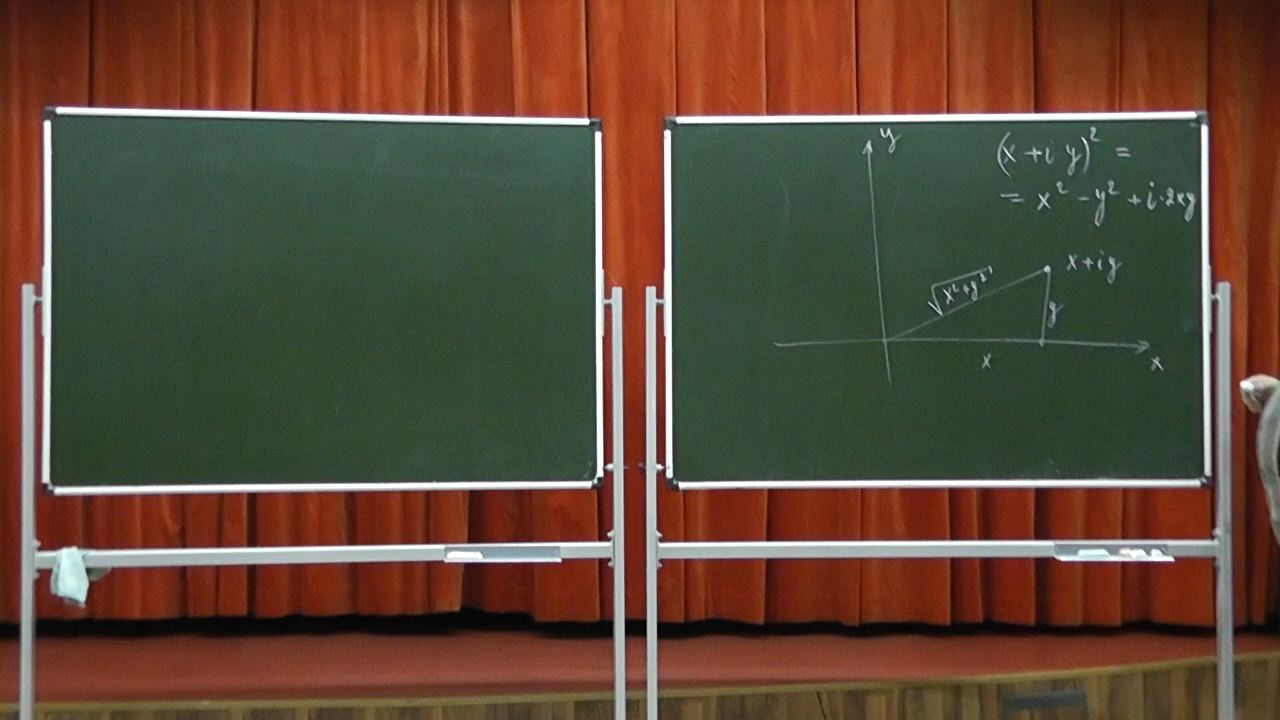 y
(x + i y)² =
= x² - y² + i·2xy
x+iy
√x²+y²
y
x
x